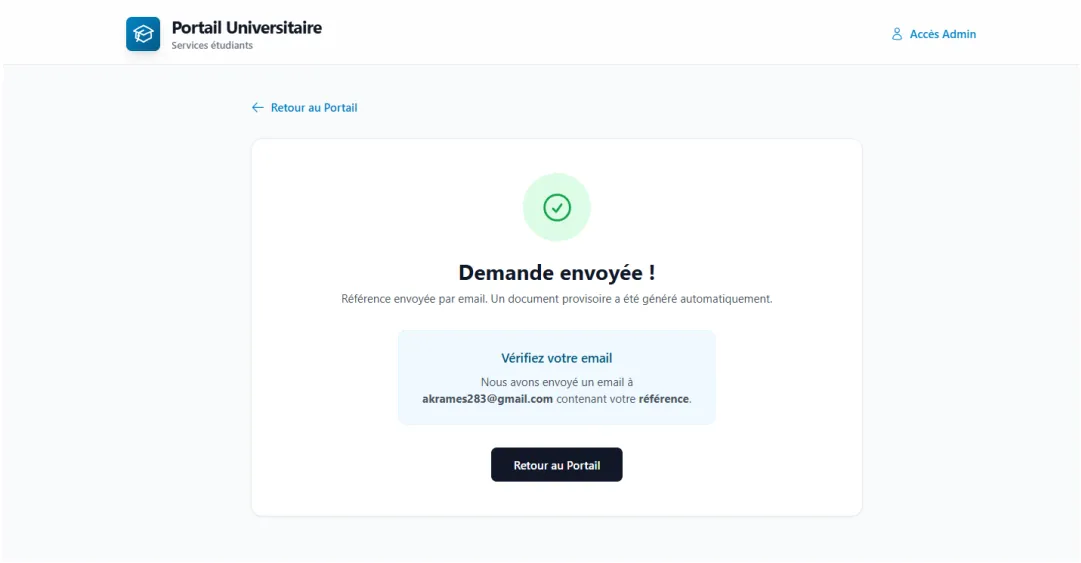 Portail Universitaire
Services étudiants
Accès Admin
← Retour au Portail
Demande envoyée !
Référence envoyée par email. Un document provisoire a été généré automatiquement.
Vérifiez votre email
Nous avons envoyé un email à
akrames283@gmail.com contenant votre référence.
Retour au Portail